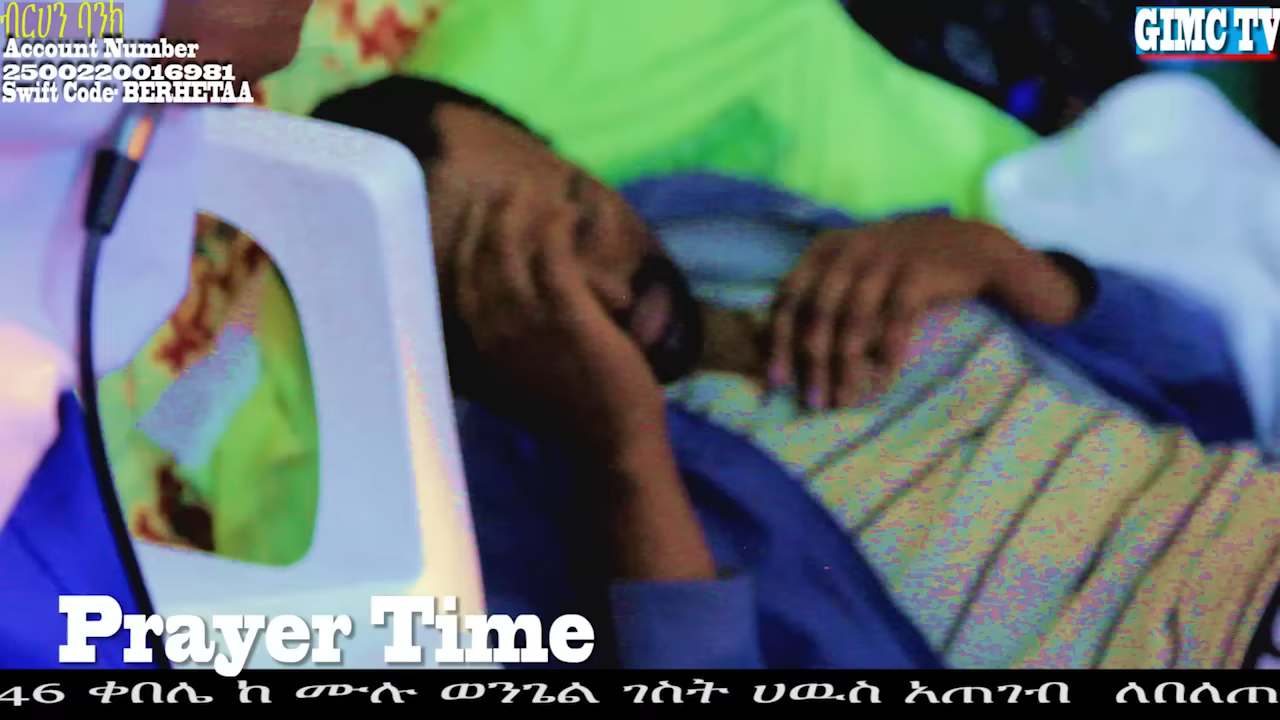 ብርሀን ባንክ
Account Number
2500220016981
Swift Code BERHETAA
GIMC TV
Prayer Time
46 ቀበሌ ከ ሙሉ ወንጌል ገስት ሀዉስ አጠገብ ለበለጠ